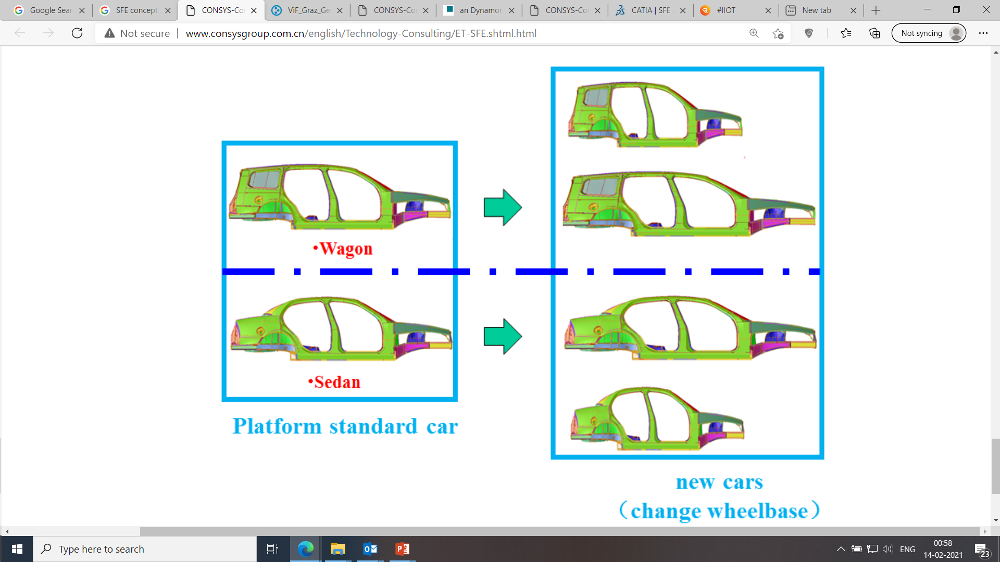 Google Sear
SFE concept
CONSYS-Co
ViF_Graz_Ge
CONSYS-Co
an Dynamo
CONSYS-Co
CATIA | SFE
#IIOT
New tab
Not secure
www.consysgroup.com.cn/english/Technology-Consulting/ET-SFE.shtml.html
Not syncing
•Wagon
•Sedan
Platform standard car
new cars
（change wheelbase）
Type here to search
ENG
00:58
14-02-2021
23